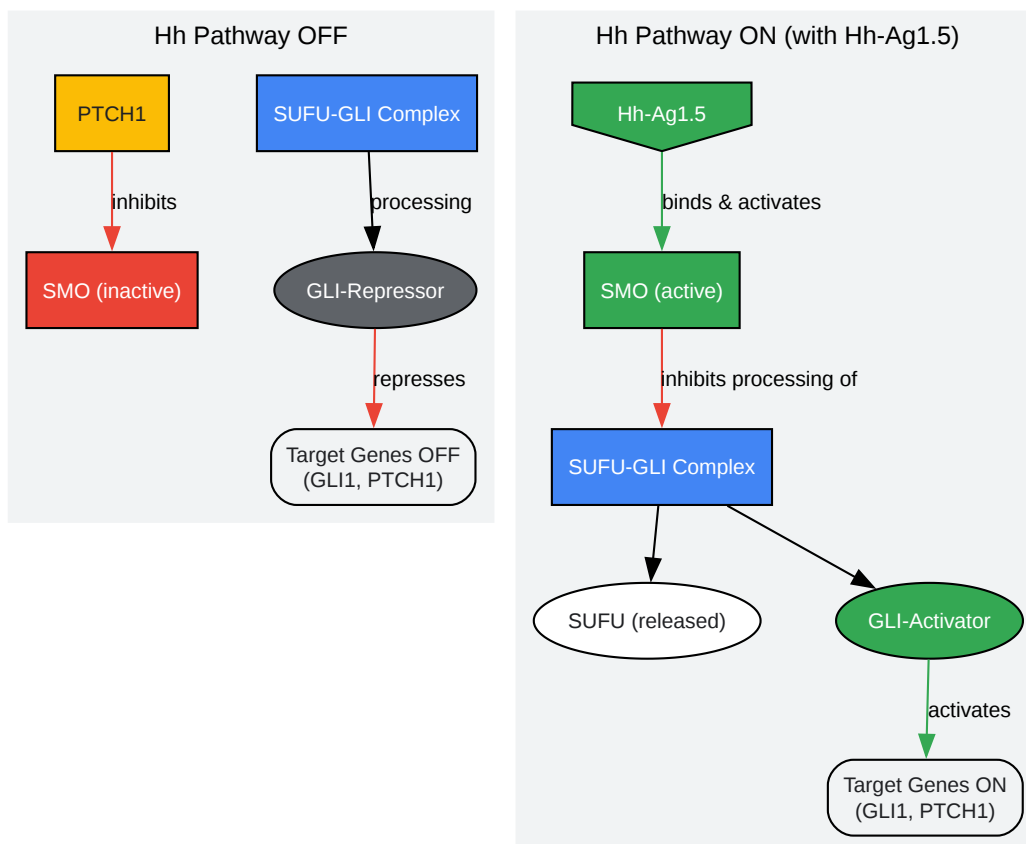 Hh Pathway OFF
PTCH1
SUFU-GLI Complex
inhibits
processing
SMO (inactive)
GLI-Repressor
represses
Target Genes OFF
(GLI1, PTCH1)
Hh Pathway ON (with Hh-Ag1.5)
Hh-Ag1.5
binds & activates
SMO (active)
inhibits processing of
SUFU-GLI Complex
SUFU (released)
GLI-Activator
activates
Target Genes ON
(GLI1, PTCH1)